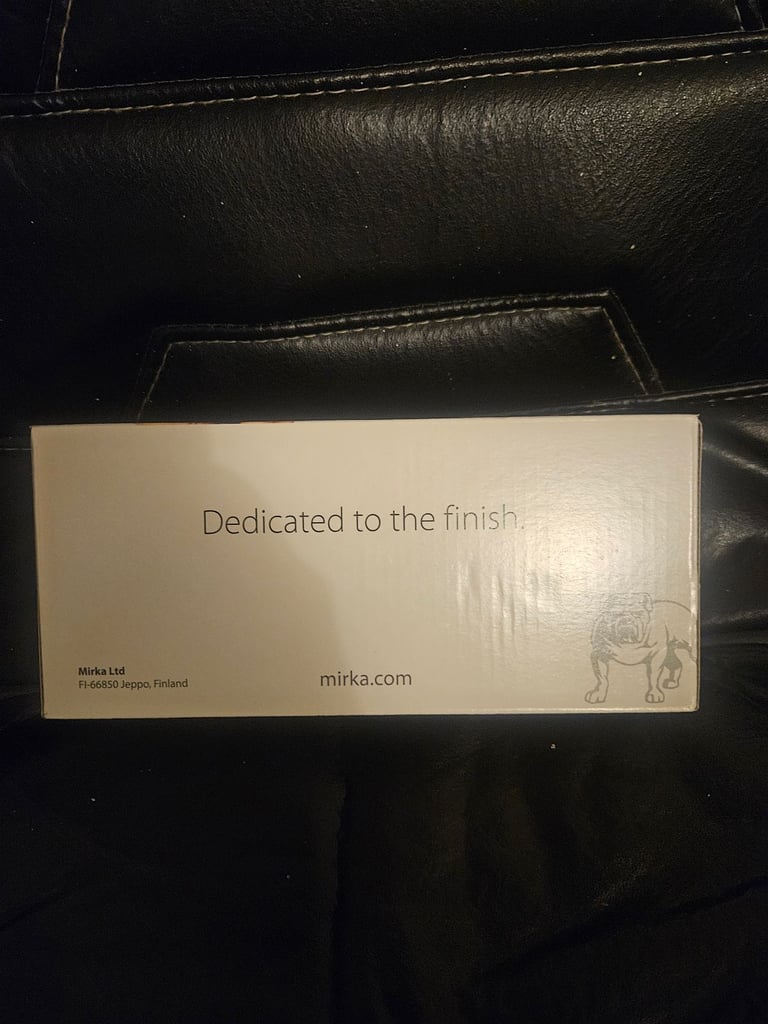 Dedicated to the finish.
Mirka Ltd
FI-66850 Jeppo, Finland
mirka.com